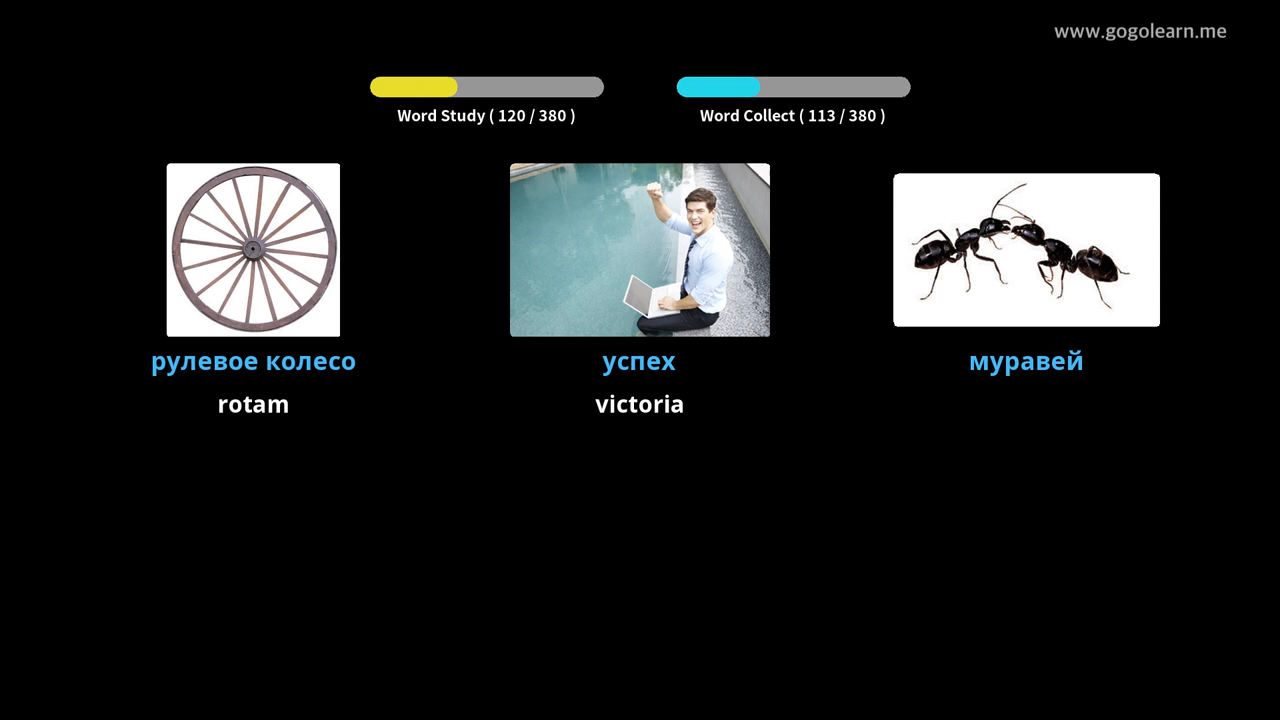 www.gogolearn.me
Word Study ( 120 / 380 )
Word Collect ( 113 / 380 )
рулевое колесо
rotam
успех
victoria
муравей